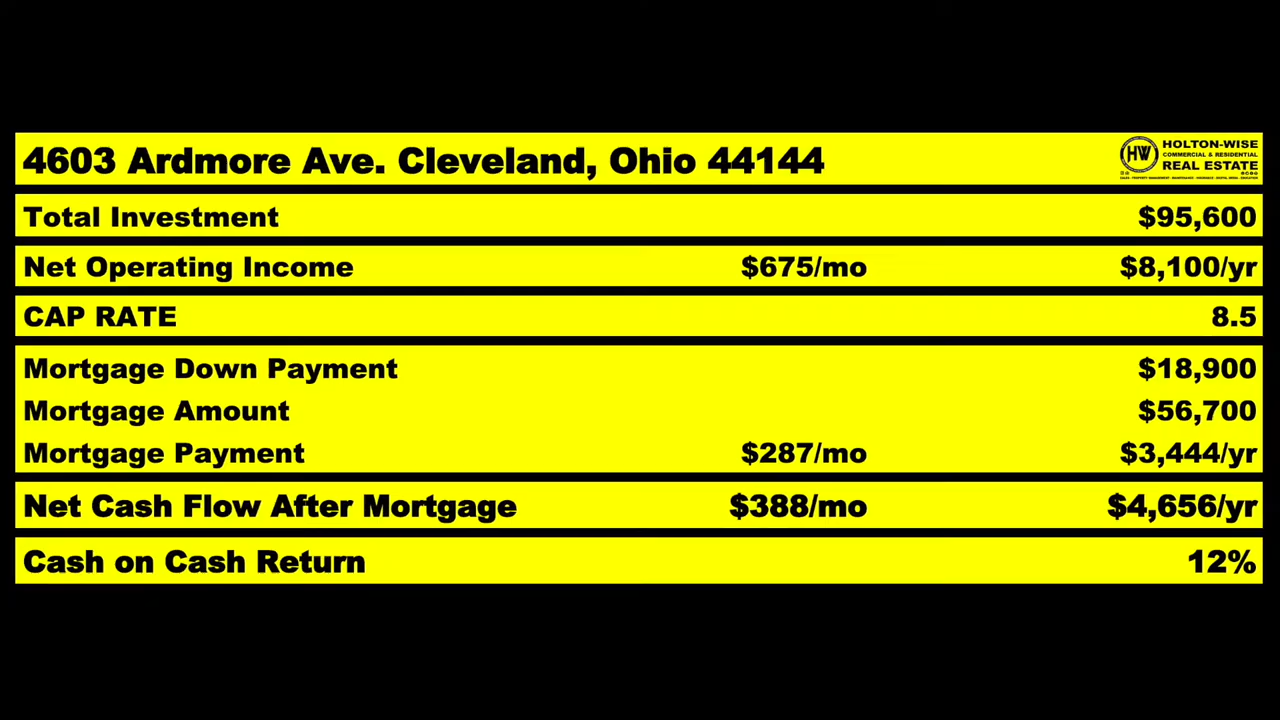 4603 Ardmore Ave. Cleveland, Ohio 44144
HW
HOLTON-WISE
COMMERCIAL & RESIDENTIAL
REAL ESTATE
Total Investment $95,600
Net Operating Income $675/mo $8,100/yr
CAP RATE 8.5
Mortgage Down Payment $18,900
Mortgage Amount $56,700
Mortgage Payment $287/mo $3,444/yr
Net Cash Flow After Mortgage $388/mo $4,656/yr
Cash on Cash Return 12%